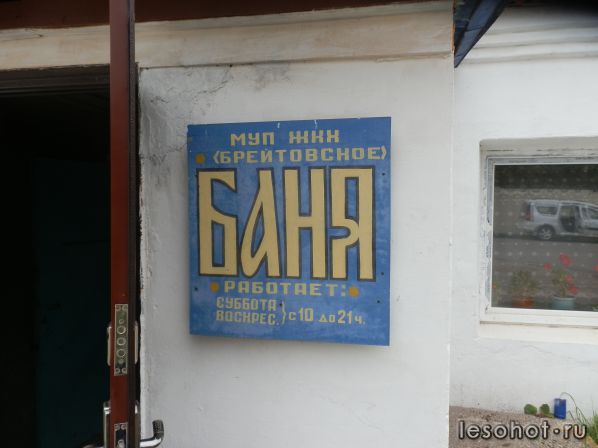 МУП ЖКХ
«БРЕЙТОВСКОЕ»
БАНЯ
РАБОТАЕТ:
СУББОТА
ВОСКРЕС. } С 10 ДО 21 Ч.
lesohot.ru